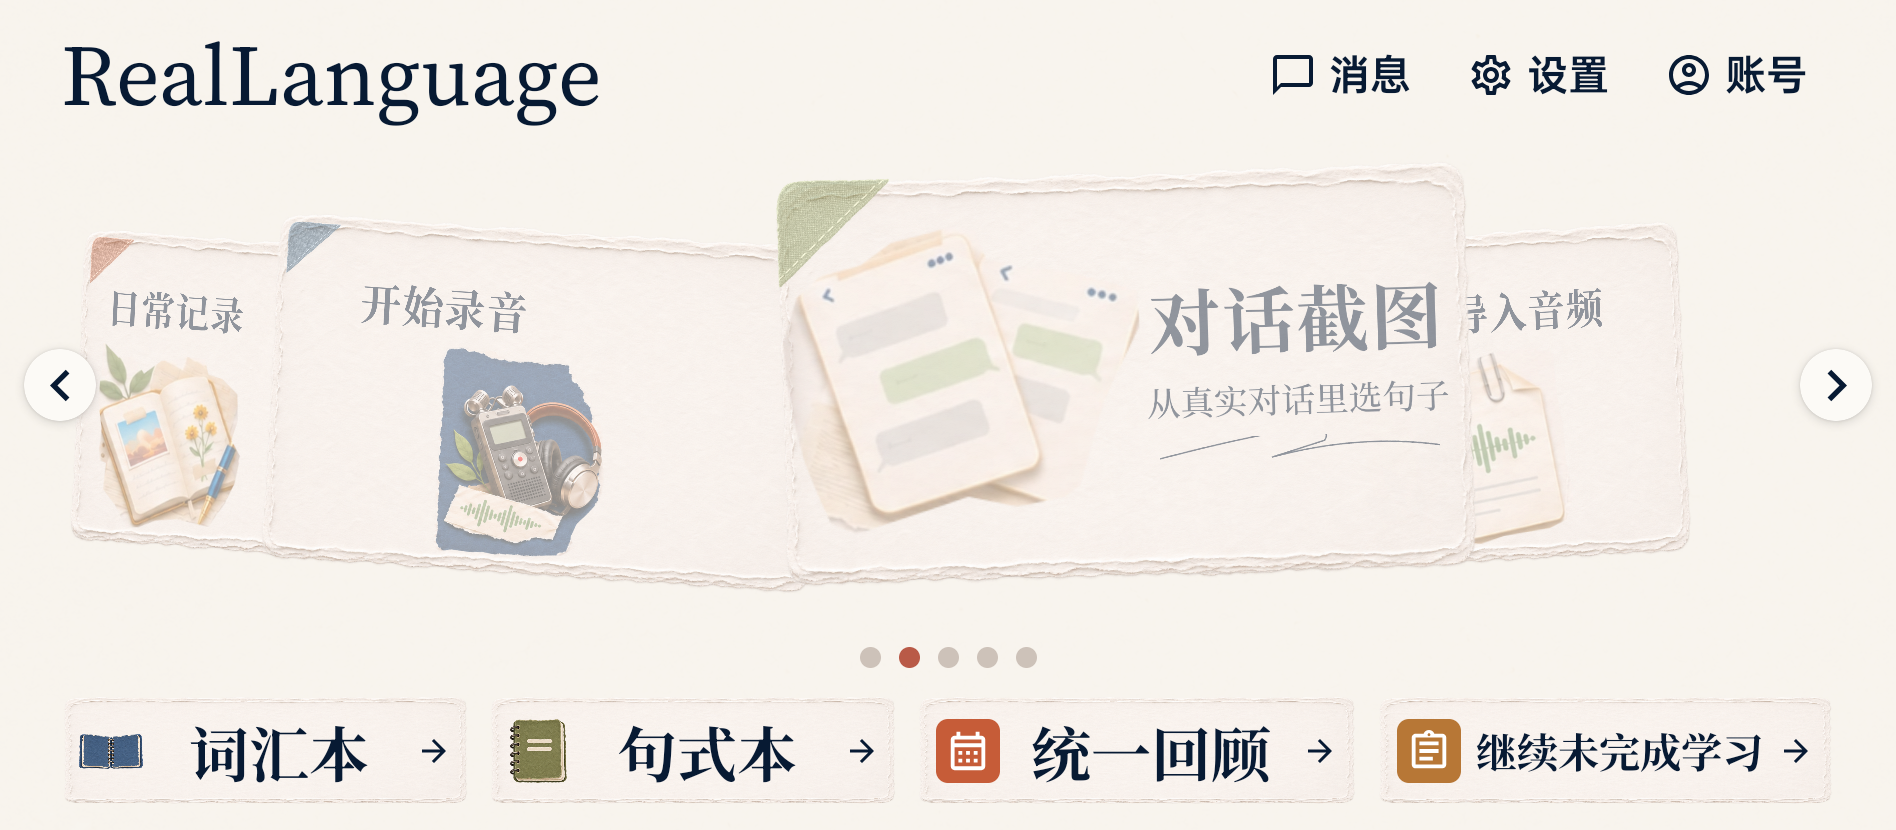 RealLanguage
消息
设置
账号
日常记录
开始录音
对话截图
从真实对话里选句子
导入音频
词汇本
句式本
统一回顾
继续未完成学习